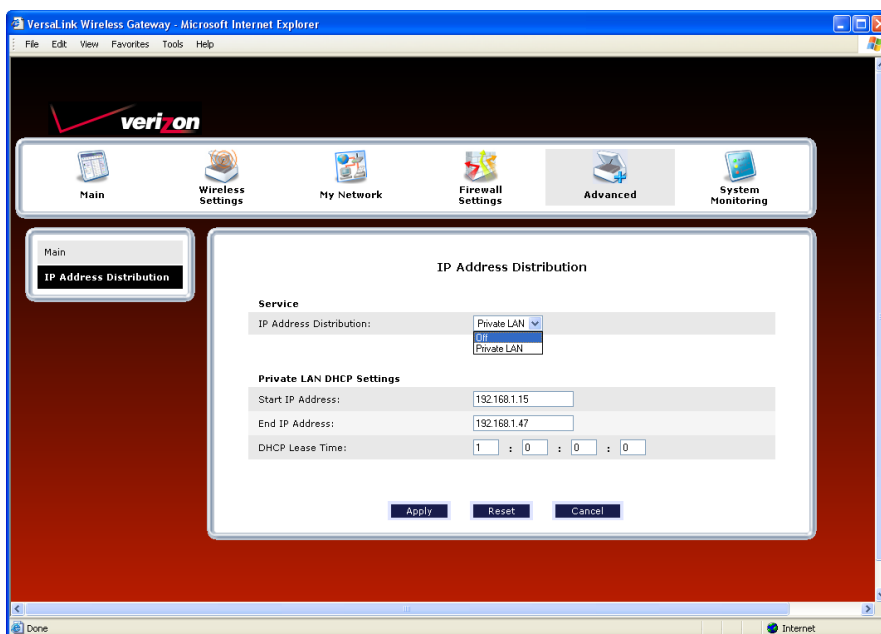 VersaLink Wireless Gateway - Microsoft Internet Explorer
File Edit View Favorites Tools Help
verizon
Main
Wireless Settings
My Network
Firewall Settings
Advanced
System Monitoring
Main
IP Address Distribution
IP Address Distribution
Service
IP Address Distribution: Private LAN
Off
Private LAN
Private LAN DHCP Settings
Start IP Address: 192.168.1.15
End IP Address: 192.168.1.47
DHCP Lease Time: 1 : 0 : 0 : 0
Apply Reset Cancel
Done Internet